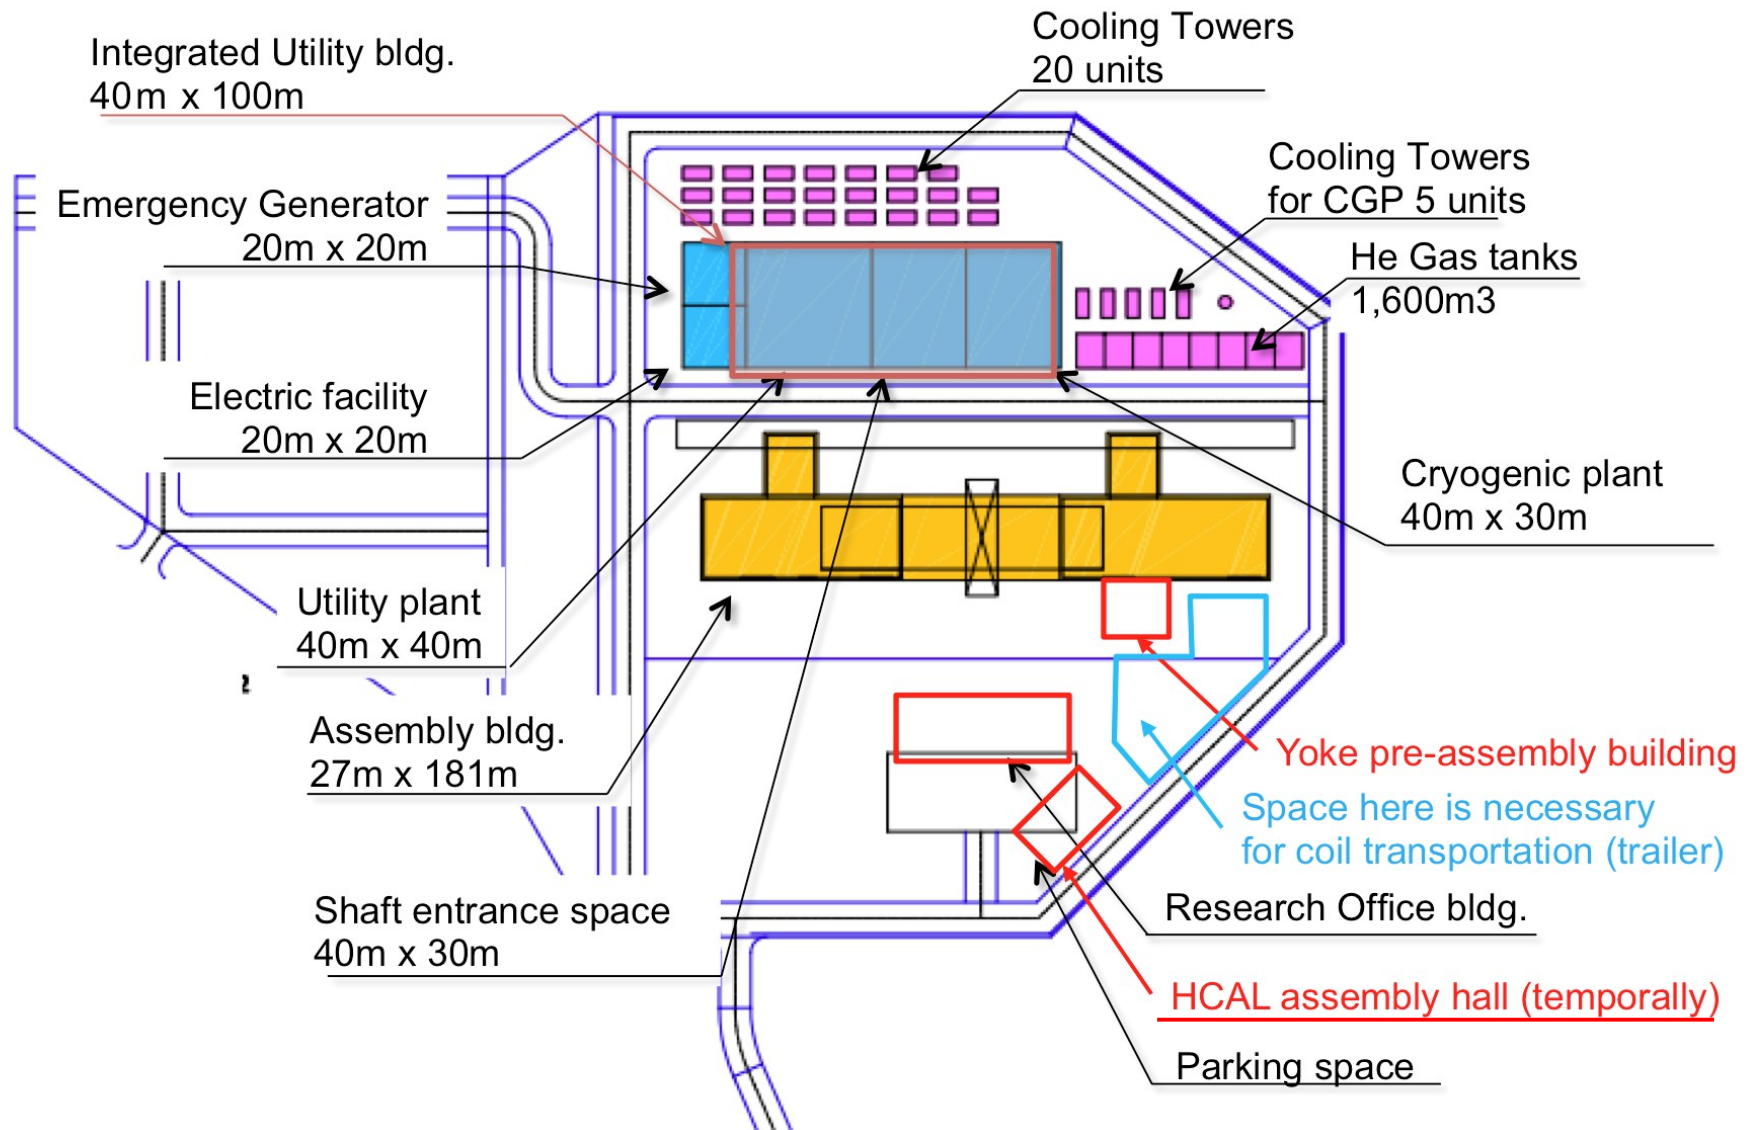 Cooling Towers
20 units
Integrated Utility bldg.
40m x 100m
Cooling Towers
for CGP 5 units
Emergency Generator
20m x 20m
He Gas tanks
1,600m3
Electric facility
20m x 20m
Cryogenic plant
40m x 30m
Utility plant
40m x 40m
Assembly bldg.
27m x 181m
Yoke pre-assembly building
Space here is necessary
for coil transportation (trailer)
Shaft entrance space
40m x 30m
Research Office bldg.
HCAL assembly hall (temporally)
Parking space